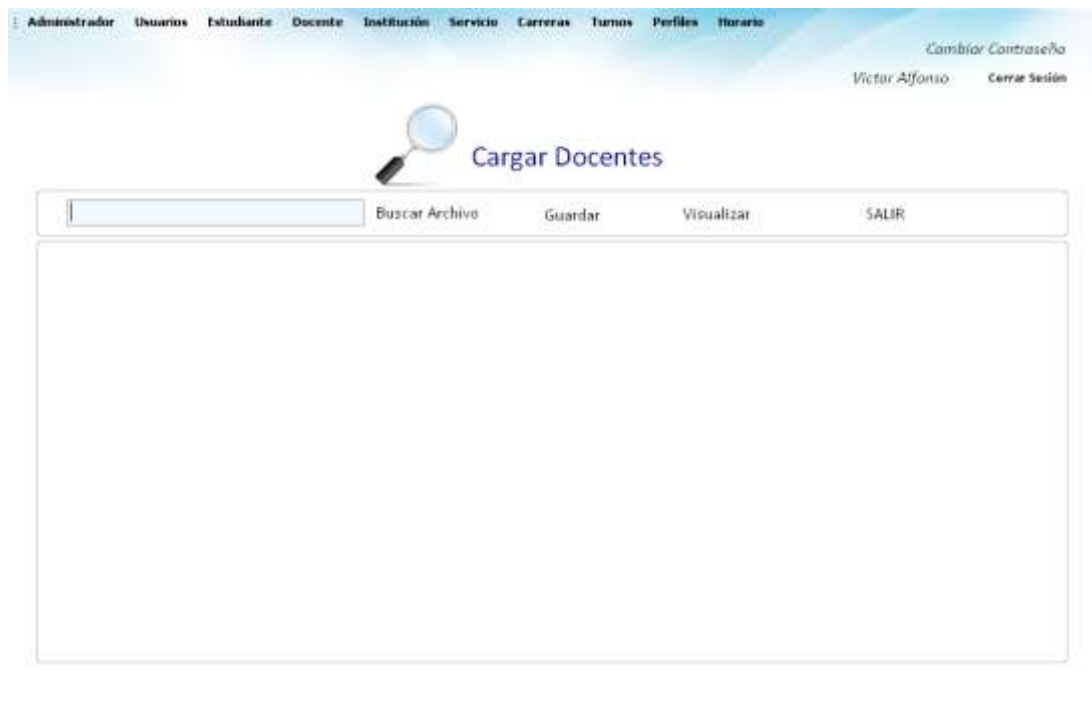 Administrador Usuarios Estudiante Docente Institución Servicio Carreras Turnos Perfiles Horario
Cambiar Contraseña
Victor Alfonso Cerrar Sesión
Cargar Docentes
Buscar Archivo Guardar Visualizar SALIR